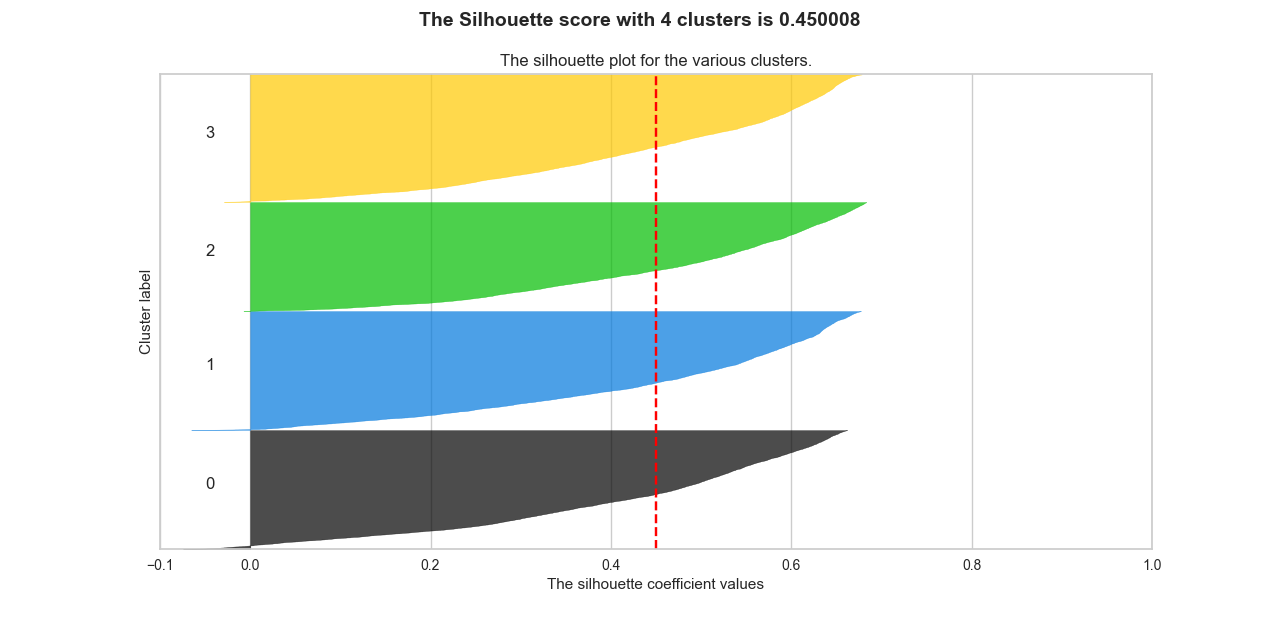 The Silhouette score with 4 clusters is 0.450008
The silhouette plot for the various clusters.
3
2
1
0
Cluster label
−0.1 0.0 0.2 0.4 0.6 0.8 1.0
The silhouette coefficient values